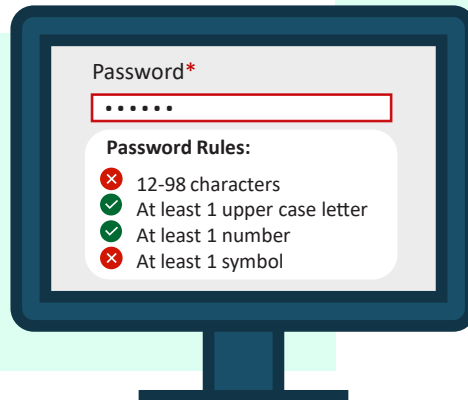 Password*
••••••
Password Rules:
12-98 characters
At least 1 upper case letter
At least 1 number
At least 1 symbol